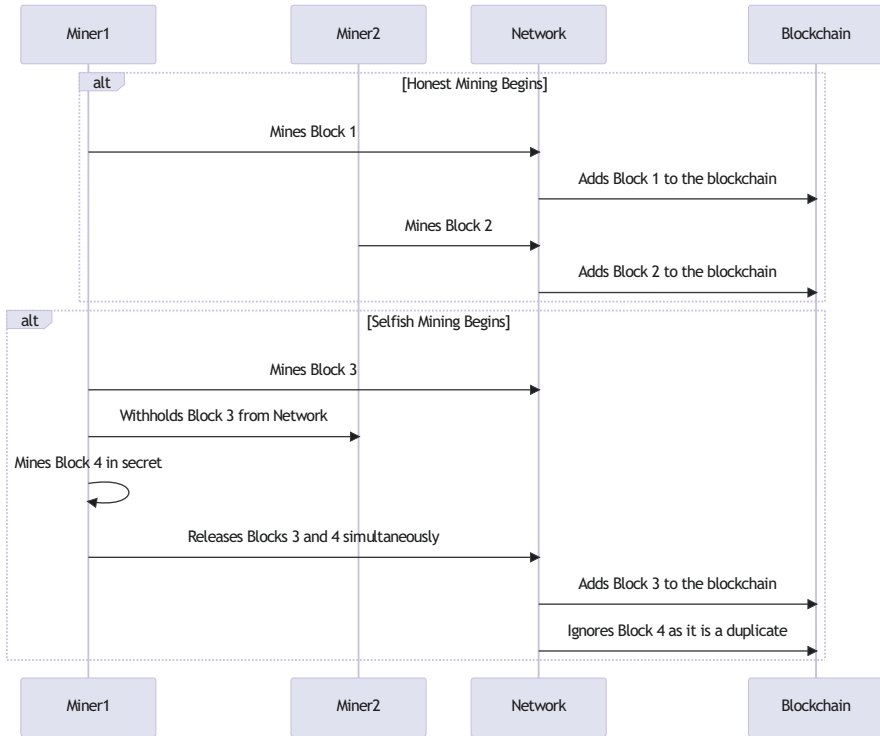 Miner1 Miner2 Network Blockchain
alt [Honest Mining Begins]
Mines Block 1
Adds Block 1 to the blockchain
Mines Block 2
Adds Block 2 to the blockchain
alt [Selfish Mining Begins]
Mines Block 3
Withholds Block 3 from Network
Mines Block 4 in secret
Releases Blocks 3 and 4 simultaneously
Adds Block 3 to the blockchain
Ignores Block 4 as it is a duplicate
Miner1 Miner2 Network Blockchain